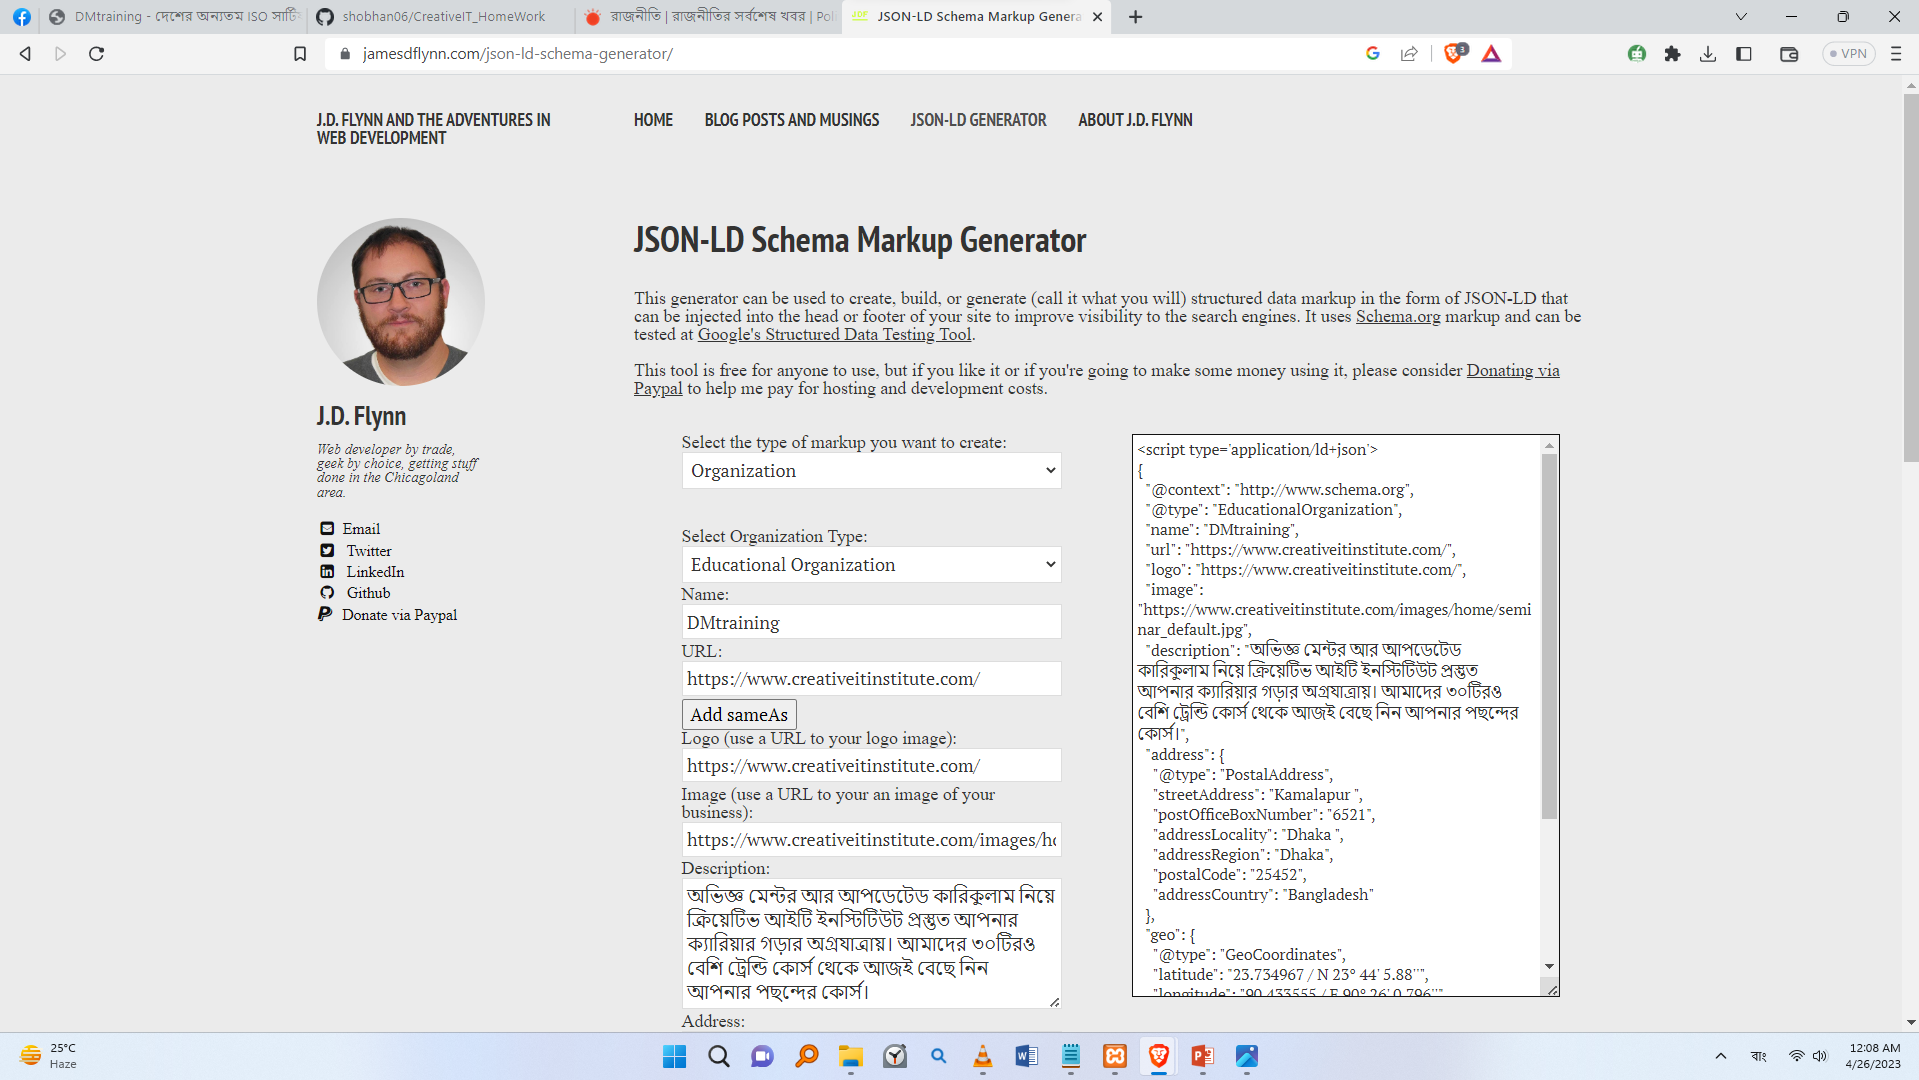 DMtraining - দেশের অন্যতম ISO সার্টি
shobhan06/CreativeIT_HomeWork
রাজনীতি | রাজনীতির সর্বশেষ খবর | Poli
JSON-LD Schema Markup Genera
jamesdflynn.com/json-ld-schema-generator/
3
VPN
J.D. FLYNN AND THE ADVENTURES IN
WEB DEVELOPMENT
HOME
BLOG POSTS AND MUSINGS
JSON-LD GENERATOR
ABOUT J.D. FLYNN
J.D. Flynn
Web developer by trade,
geek by choice, getting stuff
done in the Chicagoland
area.
Email
Twitter
LinkedIn
Github
Donate via Paypal
JSON-LD Schema Markup Generator
This generator can be used to create, build, or generate (call it what you will) structured data markup in the form of JSON-LD that
can be injected into the head or footer of your site to improve visibility to the search engines. It uses Schema.org markup and can be
tested at Google's Structured Data Testing Tool.
This tool is free for anyone to use, but if you like it or if you're going to make some money using it, please consider Donating via
Paypal to help me pay for hosting and development costs.
Select the type of markup you want to create:
Organization
Select Organization Type:
Educational Organization
Name:
DMtraining
URL:
https://www.creativeitinstitute.com/
Add sameAs
Logo (use a URL to your logo image):
https://www.creativeitinstitute.com/
Image (use a URL to your an image of your
business):
https://www.creativeitinstitute.com/images/ho
Description:
অভিজ্ঞ মেন্টর আর আপডেটেড কারিকুলাম নিয়ে
ক্রিয়েটিভ আইটি ইনস্টিটিউট প্রস্তুত আপনার
ক্যারিয়ার গড়ার অগ্রযাত্রায়। আমাদের ৩০টিরও
বেশি ট্রেন্ডি কোর্স থেকে আজই বেছে নিন
আপনার পছন্দের কোর্স।
Address:
<script type='application/ld+json'>
{
"@context": "http://www.schema.org",
"@type": "EducationalOrganization",
"name": "DMtraining",
"url": "https://www.creativeitinstitute.com/",
"logo": "https://www.creativeitinstitute.com/",
"image":
"https://www.creativeitinstitute.com/images/home/semi
nar_default.jpg",
"description": "অভিজ্ঞ মেন্টর আর আপডেটেড
কারিকুলাম নিয়ে ক্রিয়েটিভ আইটি ইনস্টিটিউট প্রস্তুত
আপনার ক্যারিয়ার গড়ার অগ্রযাত্রায়। আমাদের ৩০টিরও
বেশি ট্রেন্ডি কোর্স থেকে আজই বেছে নিন আপনার পছন্দের
কোর্স।",
"address": {
"@type": "PostalAddress",
"streetAddress": "Kamalapur ",
"postOfficeBoxNumber": "6521",
"addressLocality": "Dhaka ",
"addressRegion": "Dhaka",
"postalCode": "25452",
"addressCountry": "Bangladesh"
},
"geo": {
"@type": "GeoCoordinates",
"latitude": "23.734967 / N 23° 44' 5.88''",
"longitude": "90.433555 / E 90° 26' 0.796''"
25°C
Haze
বাং
12:08 AM
4/26/2023